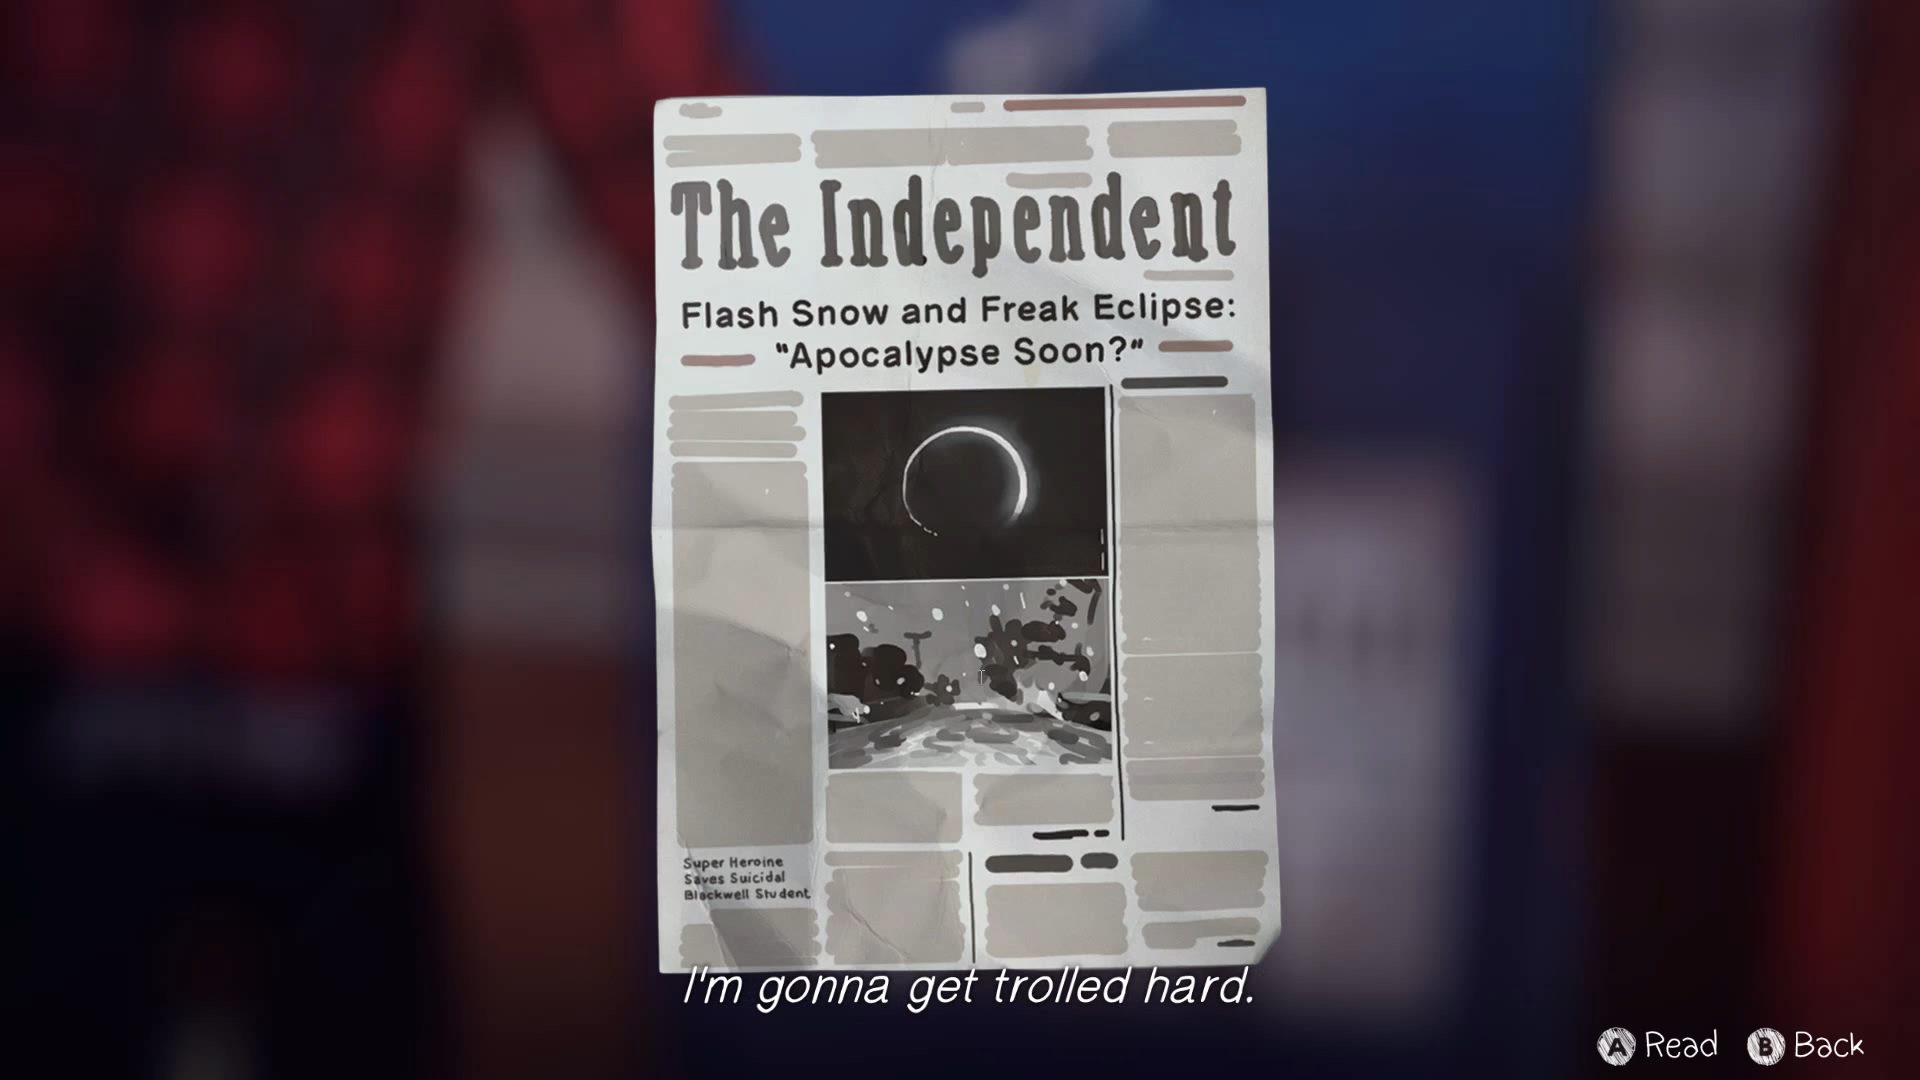 The Independent
Flash Snow and Freak Eclipse:
"Apocalypse Soon?"
Super Heroine
Saves Suicidal
Blackwell Student
I'm gonna get trolled hard.
A Read B Back